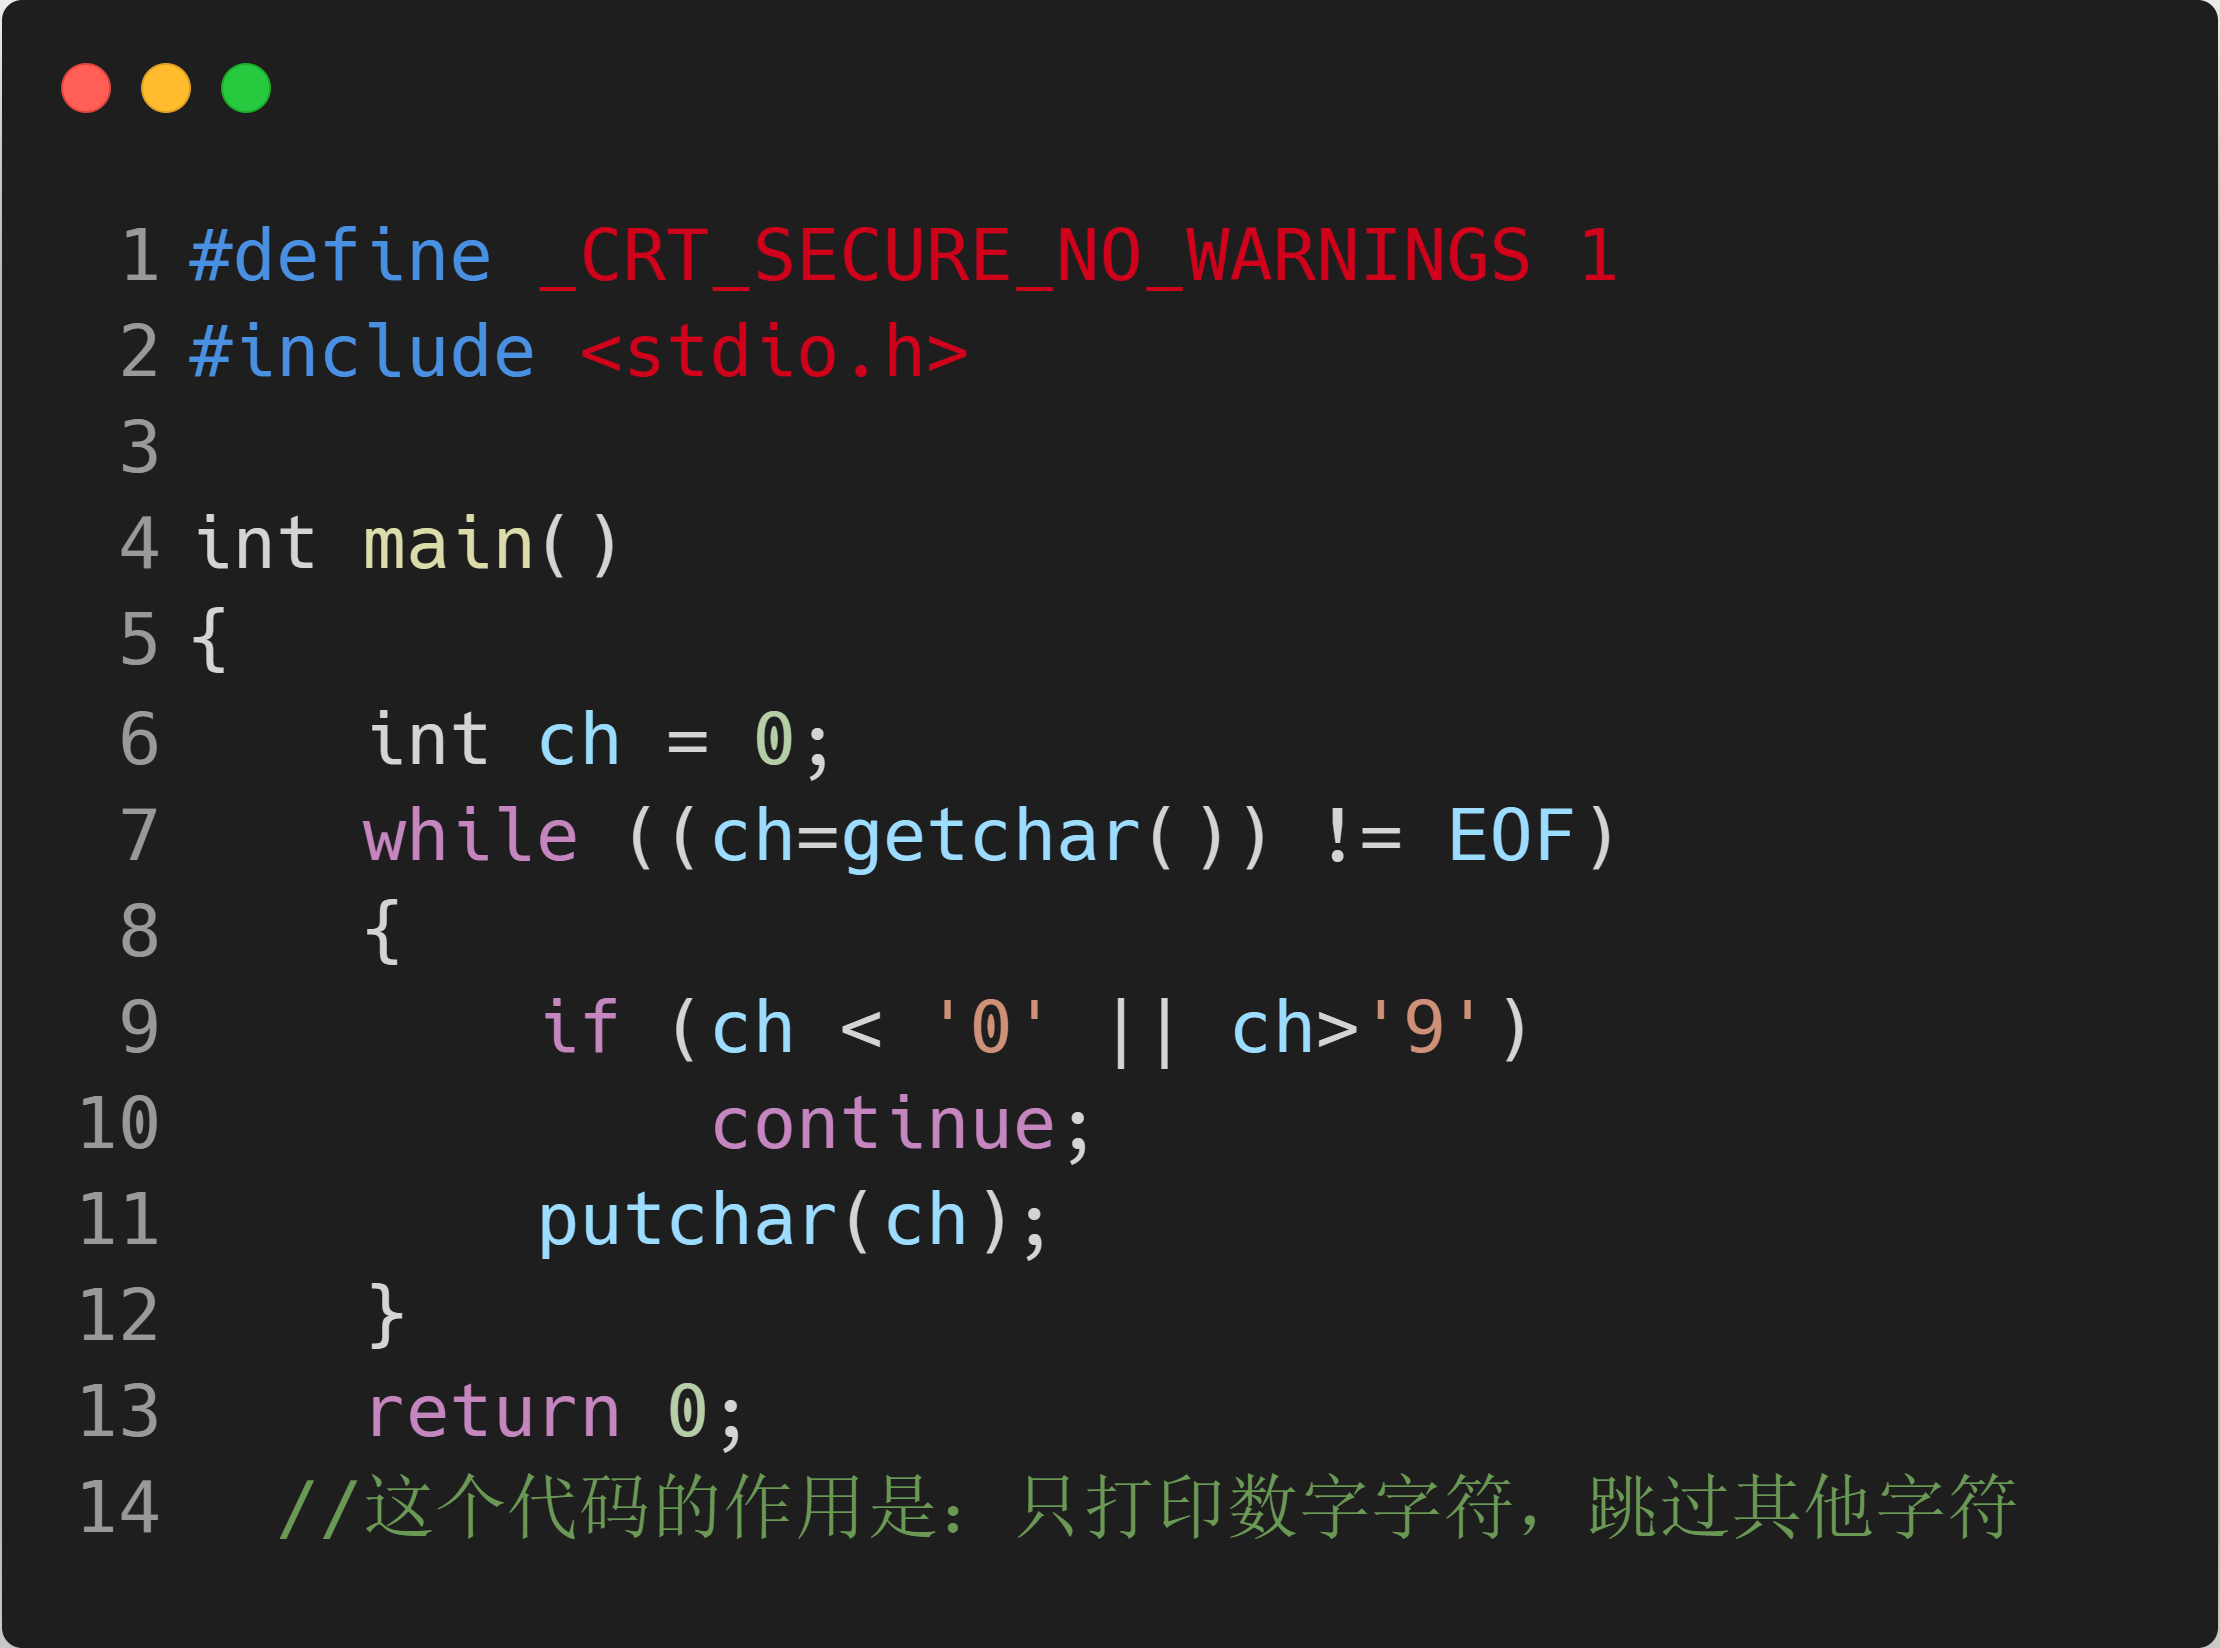 1 #define _CRT_SECURE_NO_WARNINGS 1
2 #include <stdio.h>
3
4 int main()
5 {
6     int ch = 0;
7     while ((ch=getchar()) != EOF)
8     {
9         if (ch < '0' || ch>'9')
10             continue;
11         putchar(ch);
12     }
13     return 0;
14   //这个代码的作用是：只打印数字字符，跳过其他字符